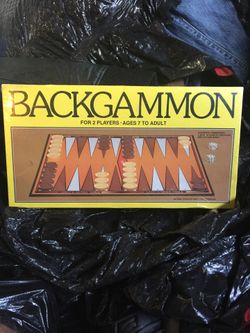 BACKGAMMON
FOR 2 PLAYERS · AGES 7 TO ADULT